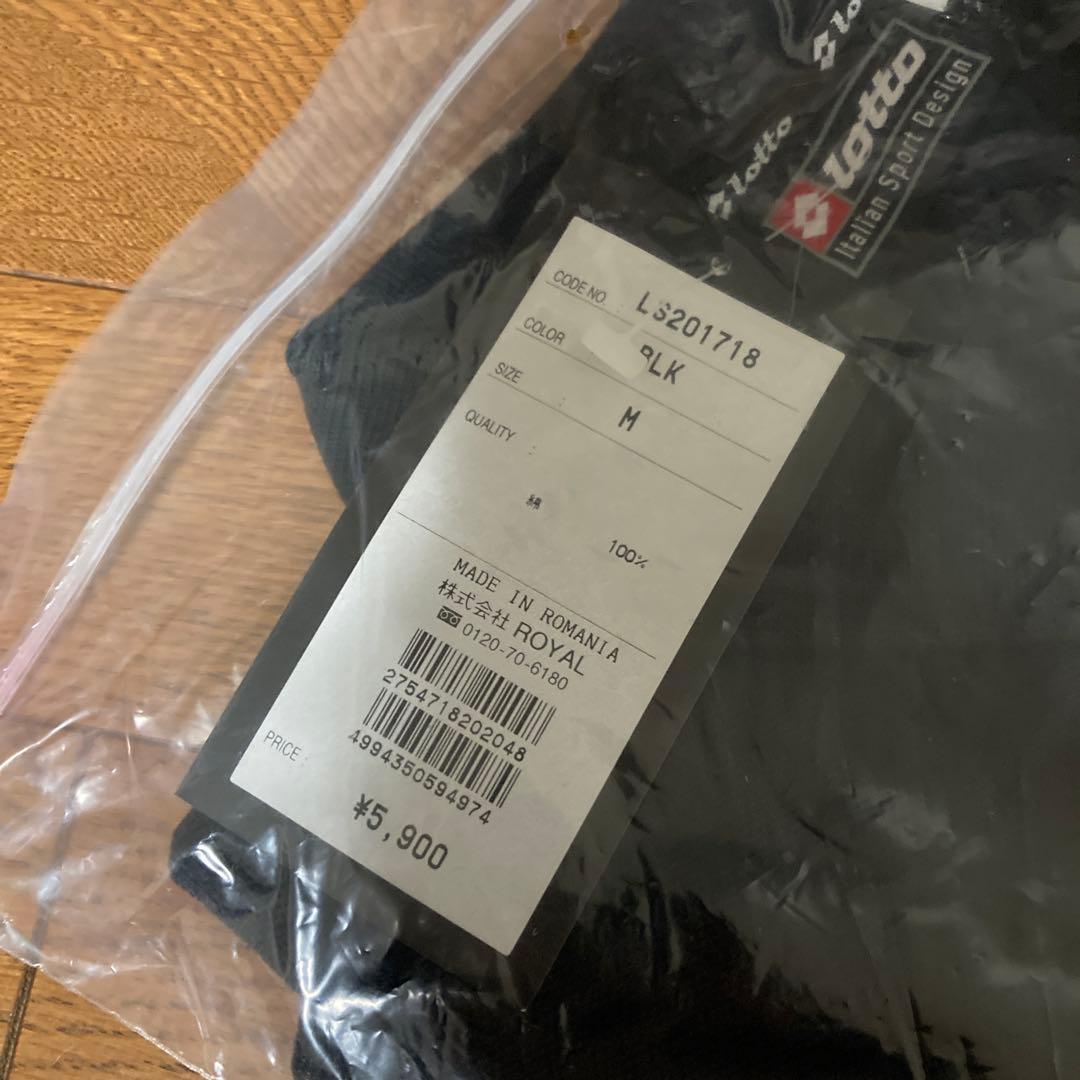 lotto
lotto
lotto
Italian Sport Design
CODE NO. : LS201718
COLOR BLK
SIZE M
QUALITY :
綿 100%
MADE IN ROMANIA
株式会社 ROYAL
0120-70-6180
2754718202048
4994350594974
PRICE :
¥5,900